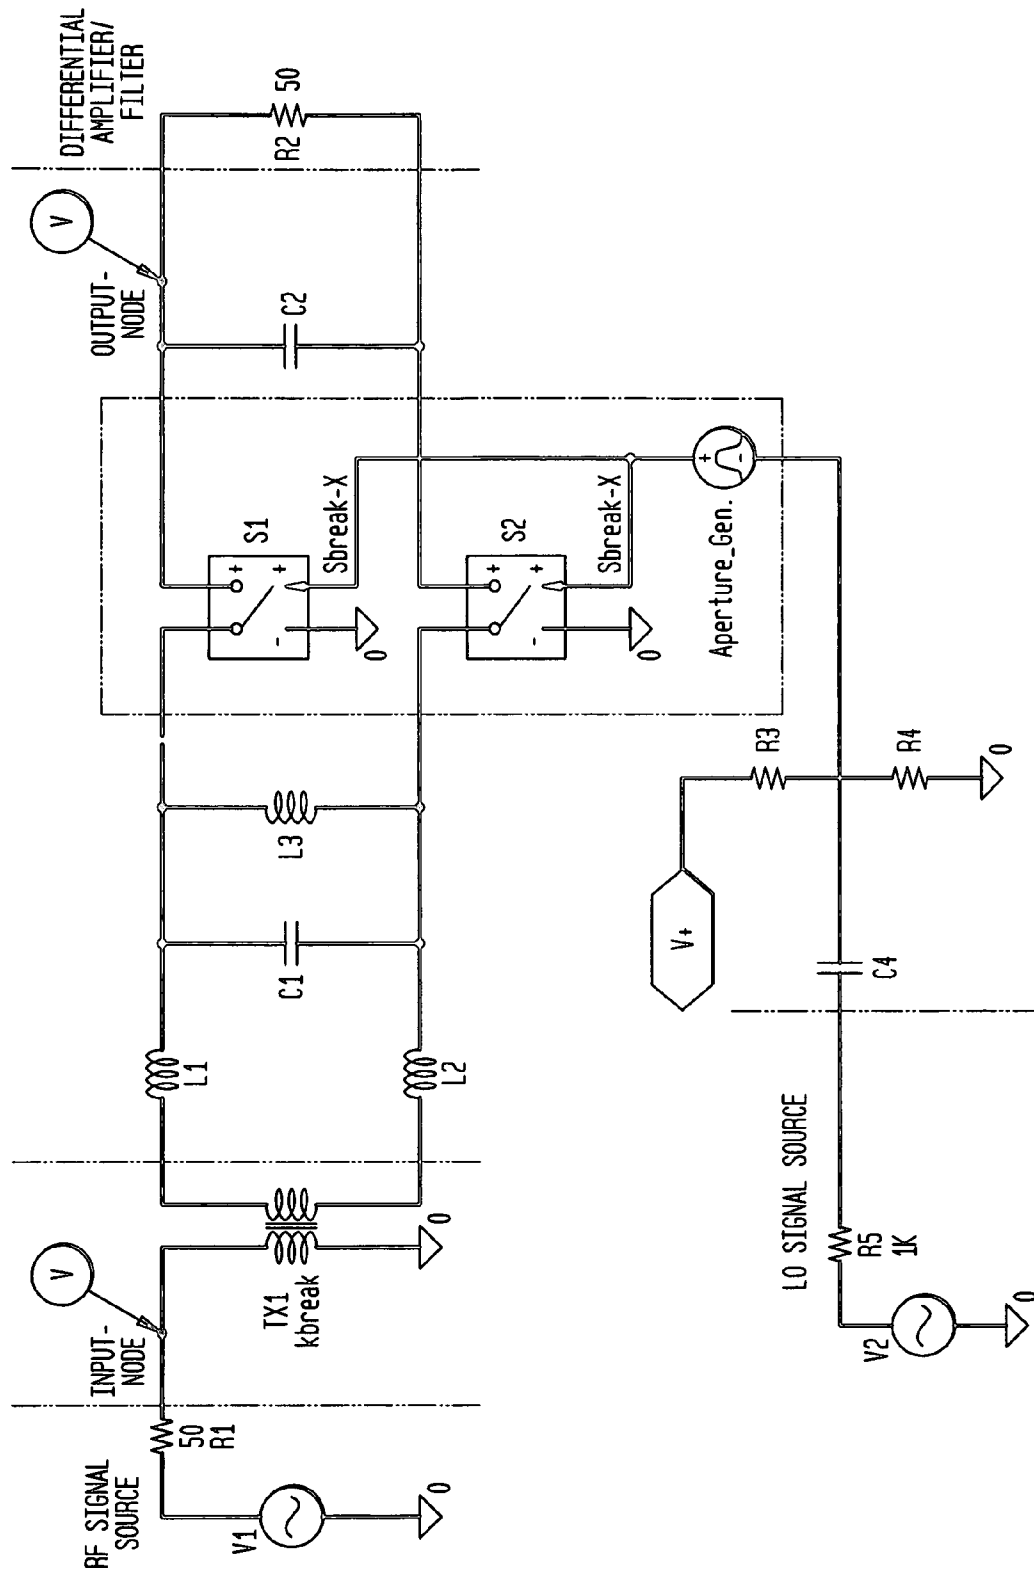 RF SIGNAL
SOURCE
V1
0
50
R1
INPUT-
NODE
V
TX1
kbreak
0
L1
L2
C1
L3
S1
+
+
-
0
Sbreak-X
S2
+
+
-
0
Sbreak-X
Aperture_Gen.
+
-
OUTPUT-
NODE
V
C2
DIFFERENTIAL
AMPLIFIER/
FILTER
R2
50
LO SIGNAL SOURCE
V2
0
R5
1K
C4
V+
R3
R4
0